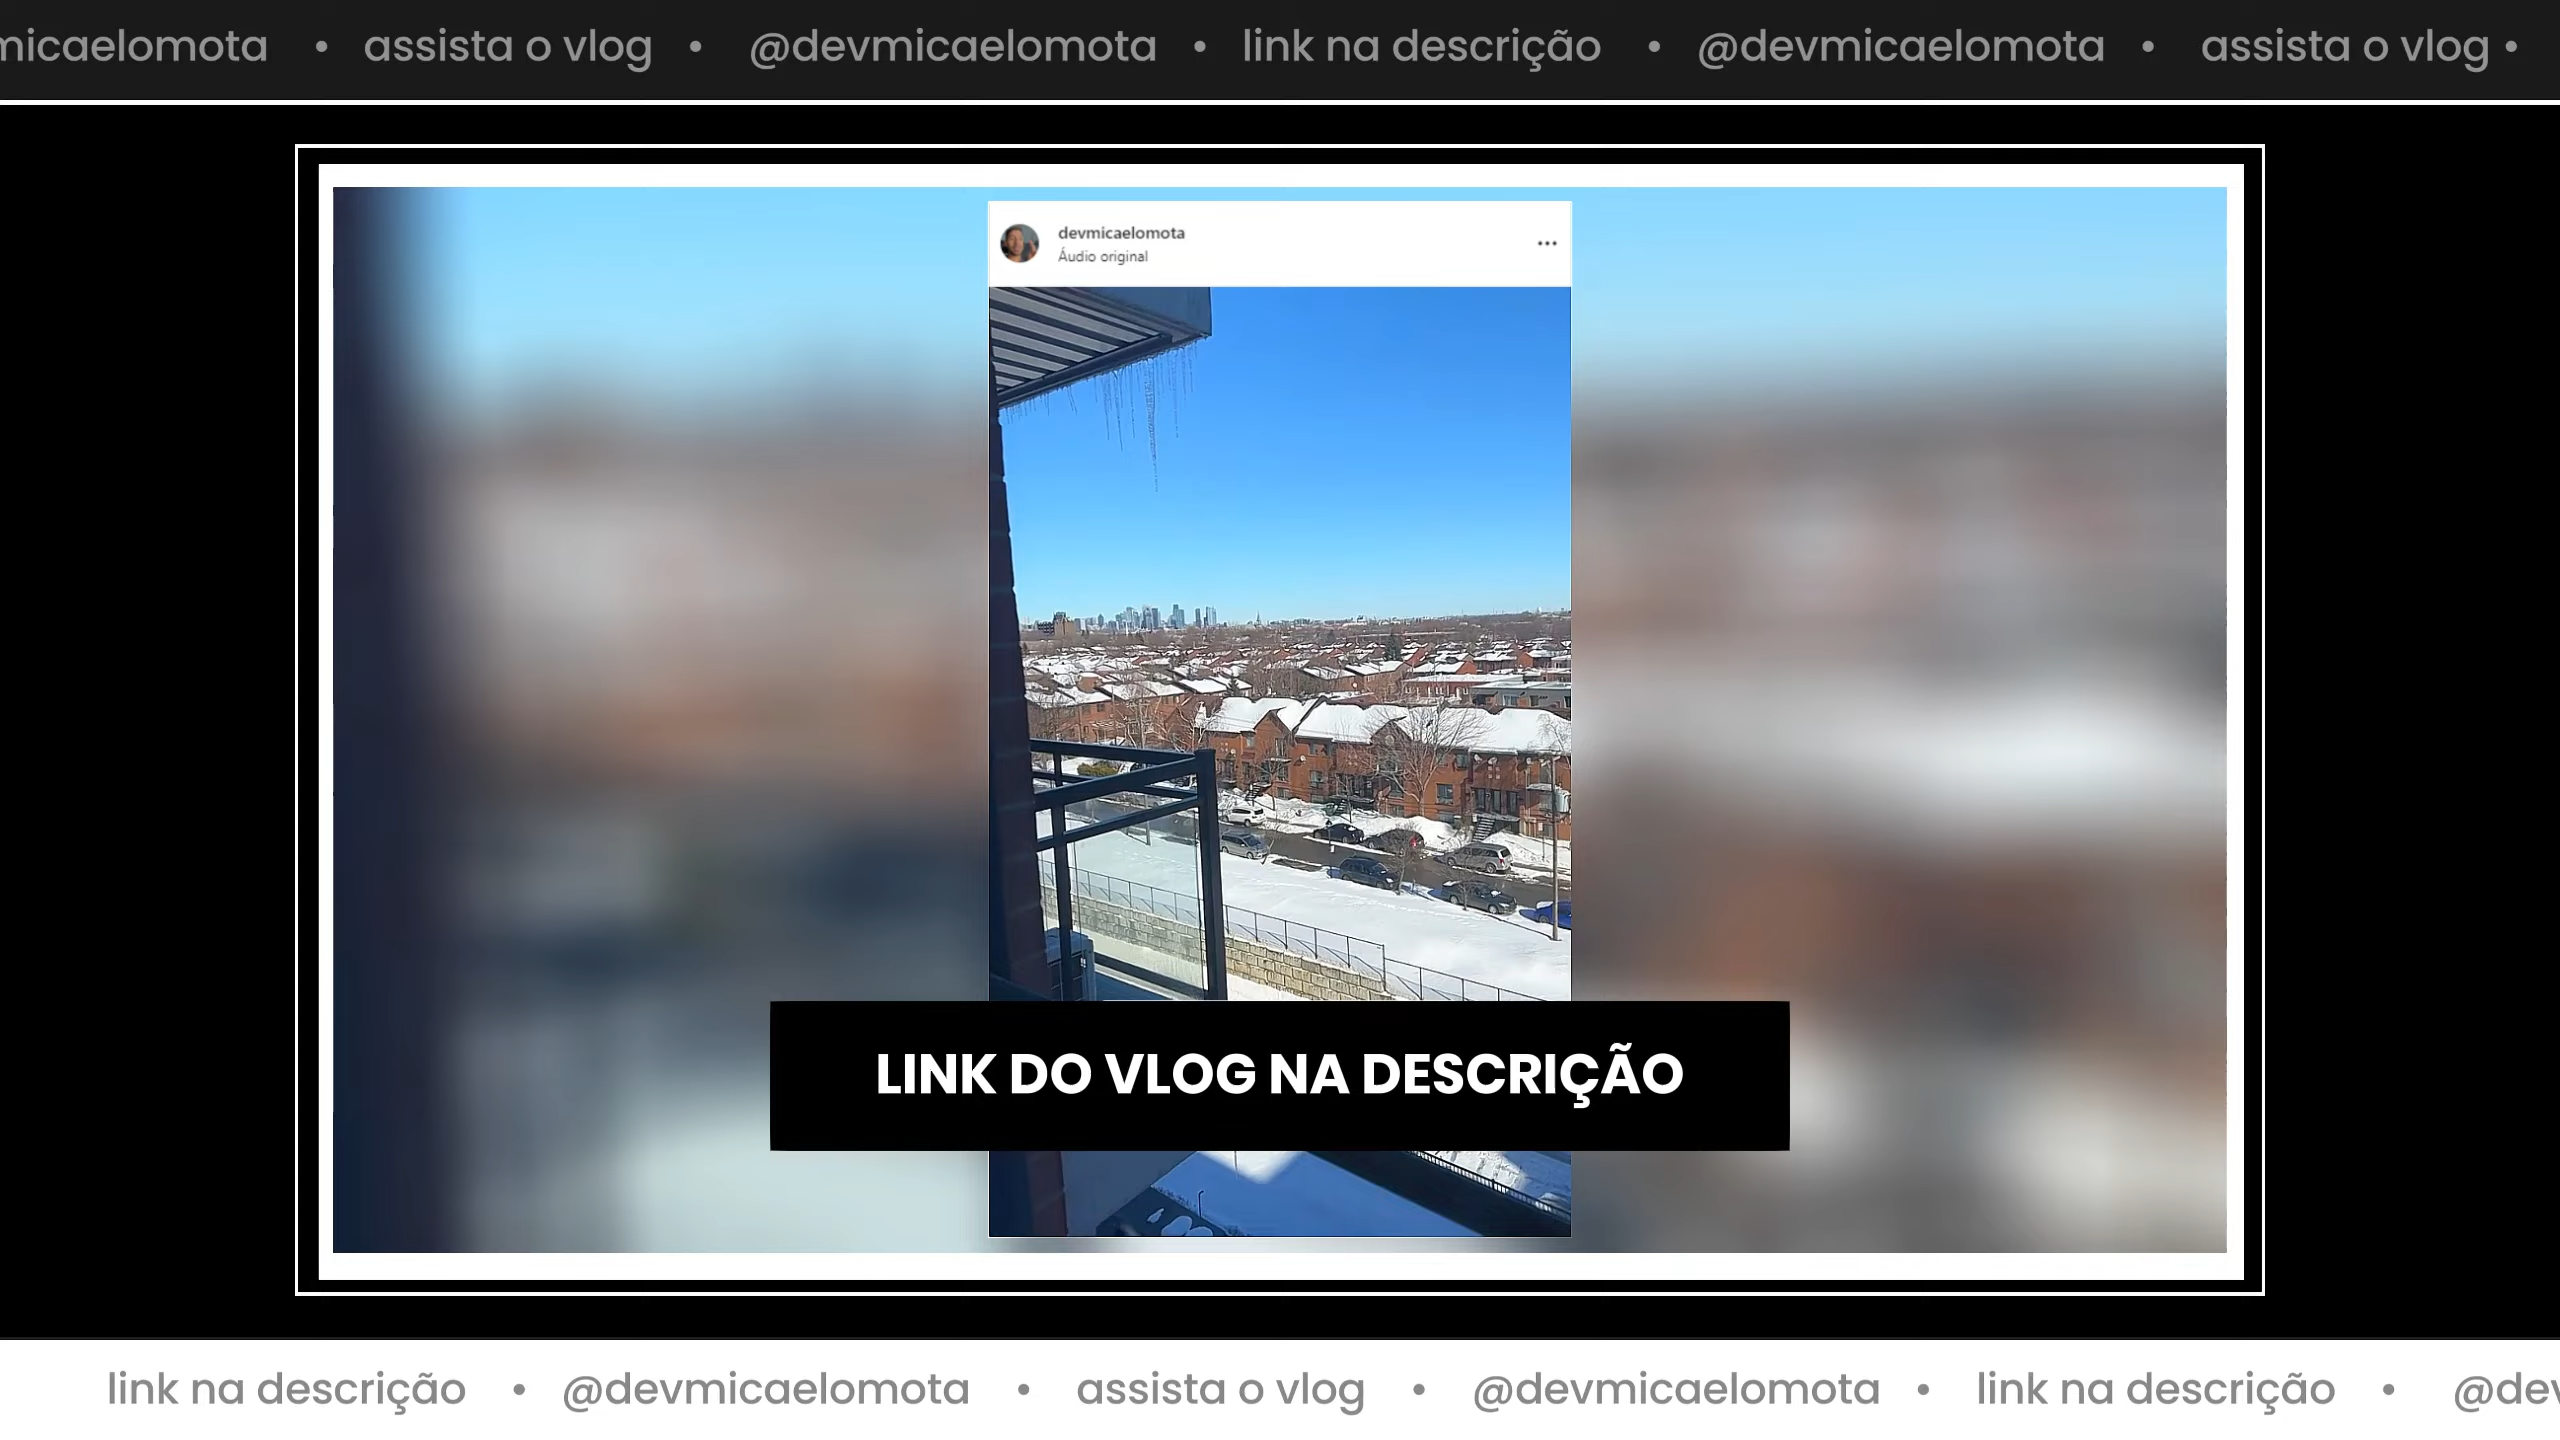 micaelomota • assista o vlog • @devmicaelomota • link na descrição • @devmicaelomota • assista o vlog •
devmicaelomota
Áudio original
LINK DO VLOG NA DESCRIÇÃO
link na descrição • @devmicaelomota • assista o vlog • @devmicaelomota • link na descrição • @dev